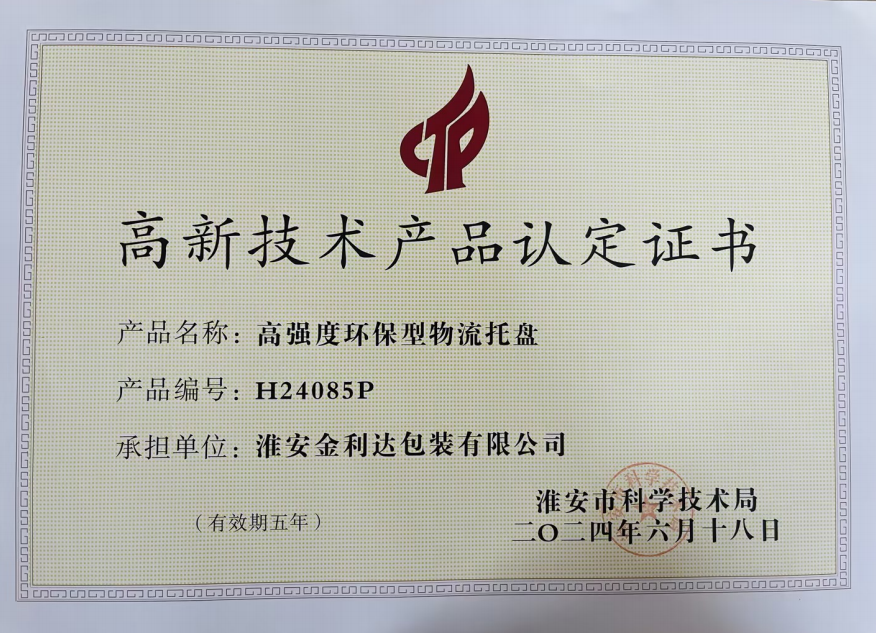 高新技术产品认定证书
产品名称：高强度环保型物流托盘
产品编号：H24085P
承担单位：淮安金利达包装有限公司
（有效期五年）
淮安市科学技术局
二〇二四年六月十八日